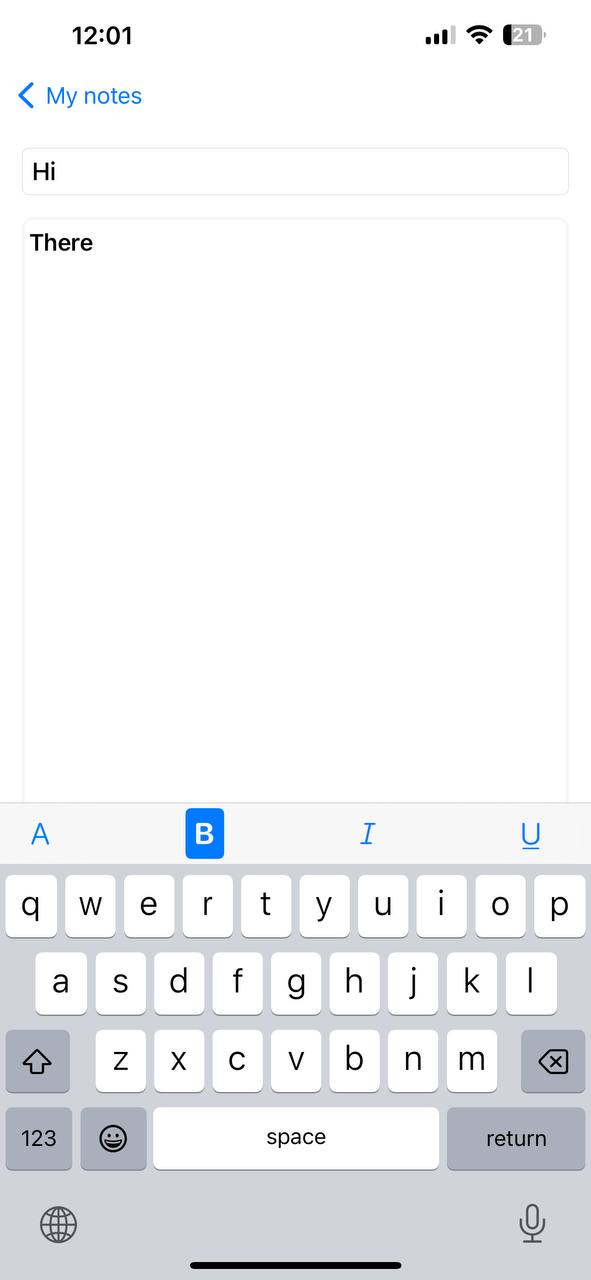 12:01
21
My notes
Hi
There
A B I U
q w e r t y u i o p
a s d f g h j k l
z x c v b n m
123 space return